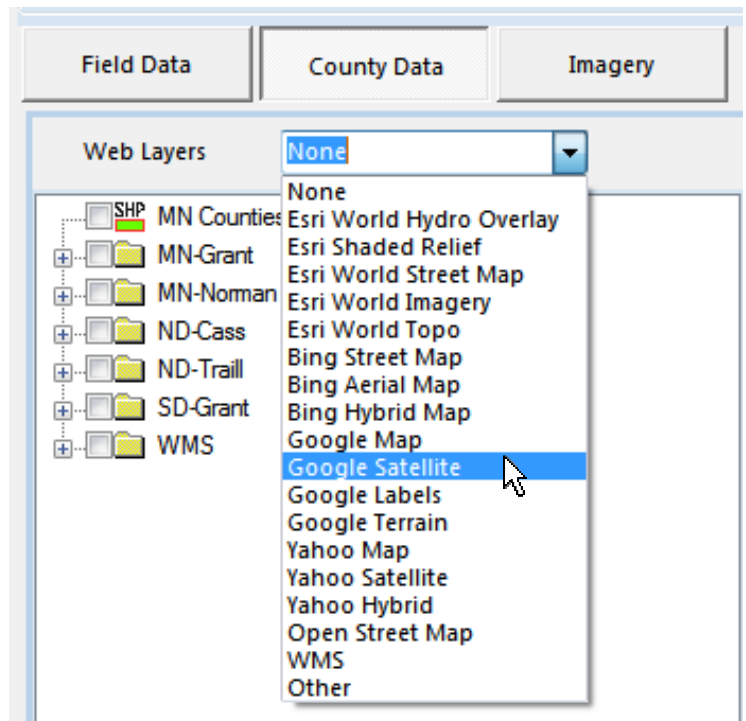 Field Data
County Data
Imagery
Web Layers
None
None
Esri World Hydro Overlay
Esri Shaded Relief
Esri World Street Map
Esri World Imagery
Esri World Topo
Bing Street Map
Bing Aerial Map
Bing Hybrid Map
Google Map
Google Satellite
Google Labels
Google Terrain
Yahoo Map
Yahoo Satellite
Yahoo Hybrid
Open Street Map
WMS
Other
SHP MN Counties
MN-Grant
MN-Norman
ND-Cass
ND-Traill
SD-Grant
WMS